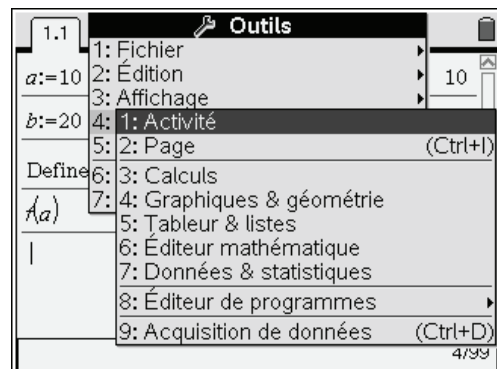 1.1
Outils
1: Fichier
a:=10
2: Édition
10
3: Affichage
b:=20
4:
1: Activité
5:
2: Page (Ctrl+I)
Define
6:
3: Calculs
7:
4: Graphiques & géométrie
f(a)
5: Tableur & listes
6: Éditeur mathématique
7: Données & statistiques
8: Éditeur de programmes
9: Acquisition de données (Ctrl+D)
4/99